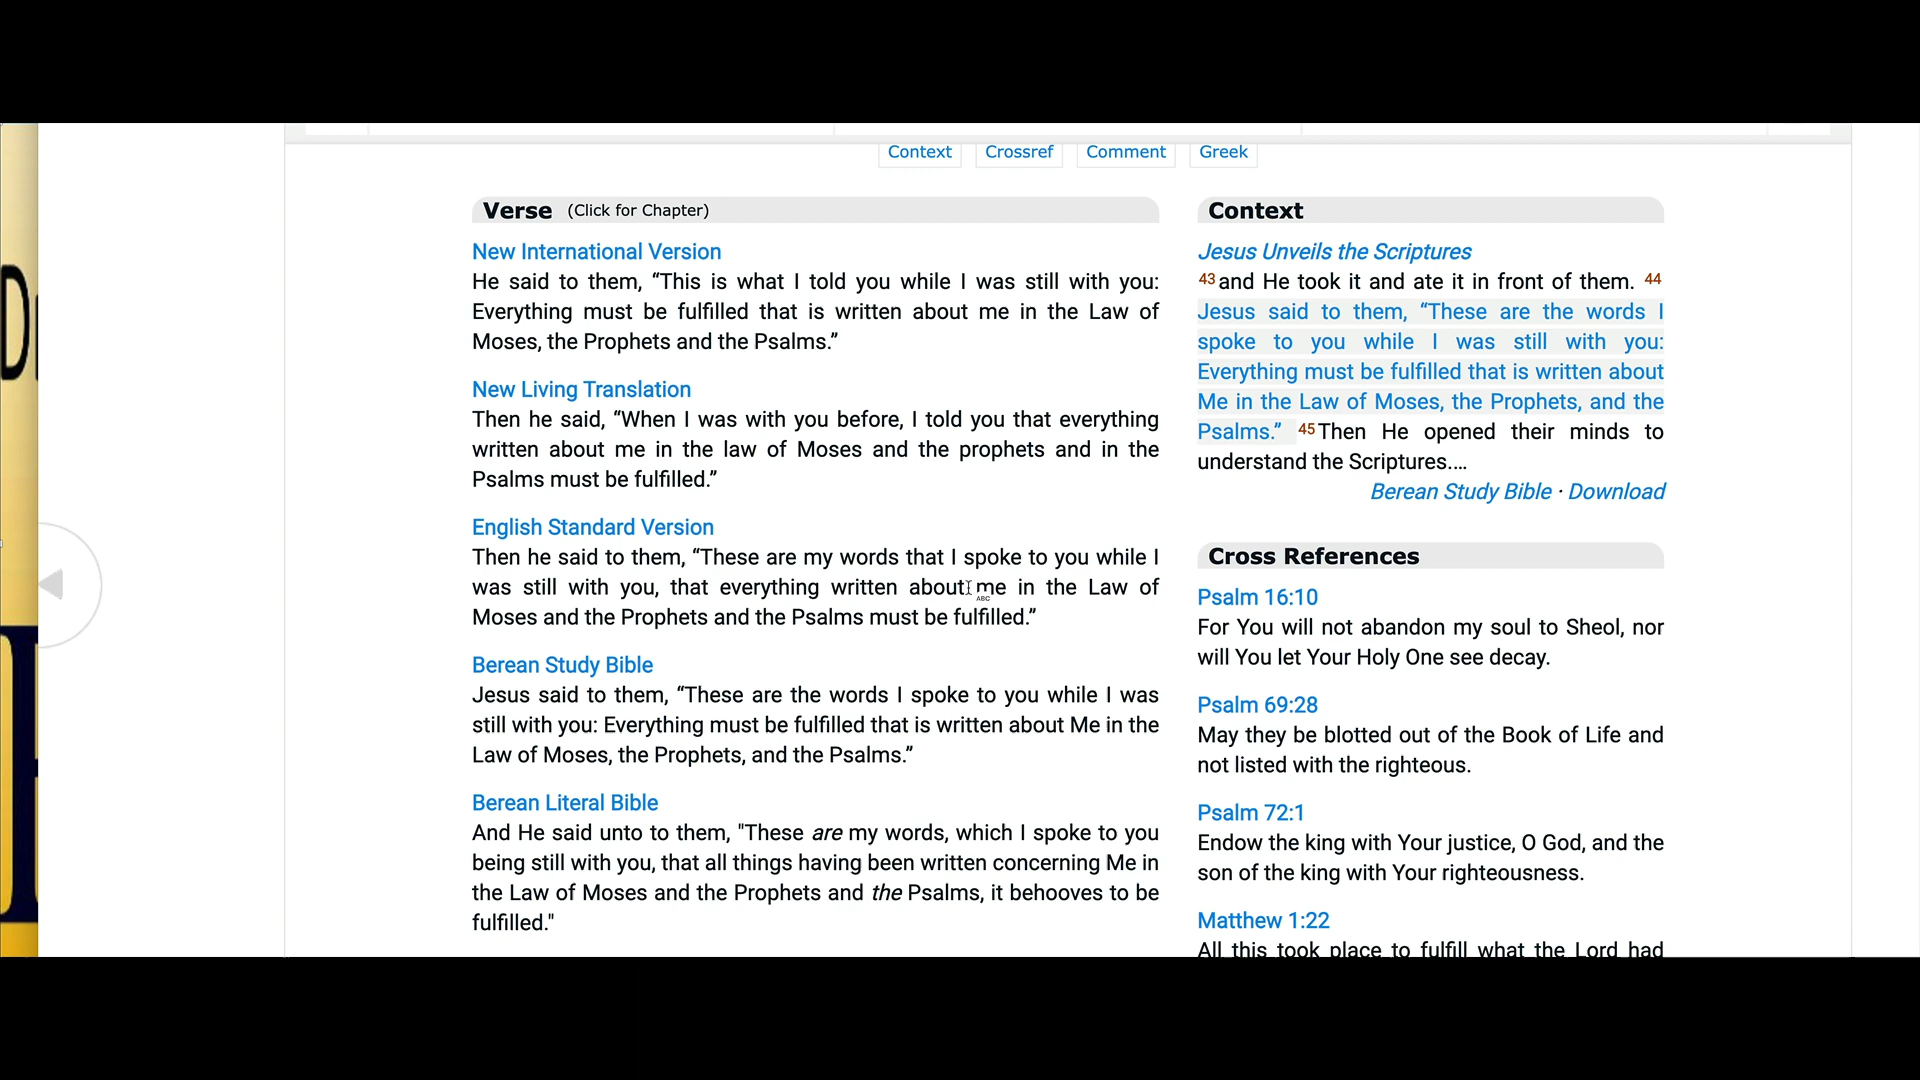 Context Crossref Comment Greek
Verse (Click for Chapter)
New International Version
He said to them, “This is what I told you while I was still with you:
Everything must be fulfilled that is written about me in the Law of
Moses, the Prophets and the Psalms.”
New Living Translation
Then he said, “When I was with you before, I told you that everything
written about me in the law of Moses and the prophets and in the
Psalms must be fulfilled.”
English Standard Version
Then he said to them, “These are my words that I spoke to you while I
was still with you, that everything written about me in the Law of
Moses and the Prophets and the Psalms must be fulfilled.”
Berean Study Bible
Jesus said to them, “These are the words I spoke to you while I was
still with you: Everything must be fulfilled that is written about Me in the
Law of Moses, the Prophets, and the Psalms.”
Berean Literal Bible
And He said unto to them, "These are my words, which I spoke to you
being still with you, that all things having been written concerning Me in
the Law of Moses and the Prophets and the Psalms, it behooves to be
fulfilled."
Context
Jesus Unveils the Scriptures
43 and He took it and ate it in front of them. 44
Jesus said to them, “These are the words I
spoke to you while I was still with you:
Everything must be fulfilled that is written about
Me in the Law of Moses, the Prophets, and the
Psalms.” 45 Then He opened their minds to
understand the Scriptures.…
Berean Study Bible · Download
Cross References
Psalm 16:10
For You will not abandon my soul to Sheol, nor
will You let Your Holy One see decay.
Psalm 69:28
May they be blotted out of the Book of Life and
not listed with the righteous.
Psalm 72:1
Endow the king with Your justice, O God, and the
son of the king with Your righteousness.
Matthew 1:22
All this took place to fulfill what the Lord had